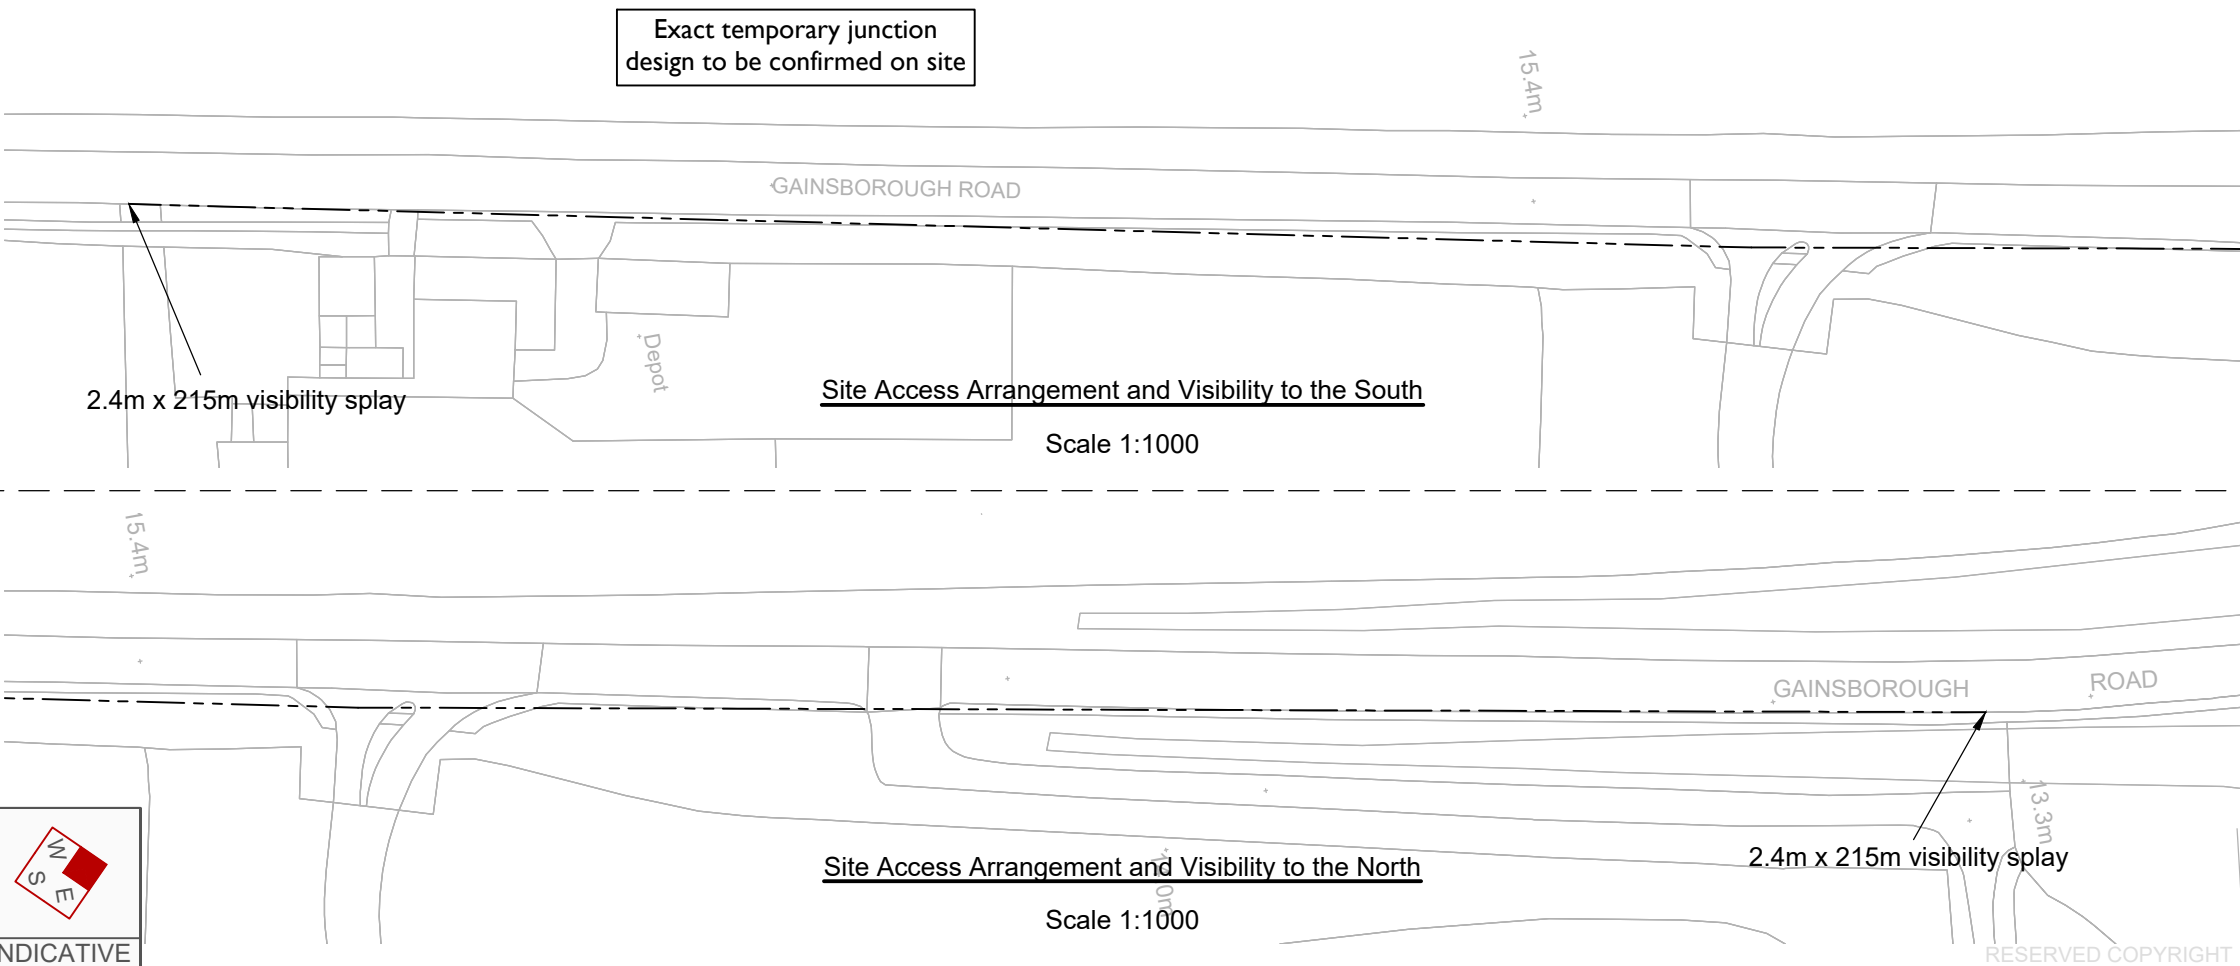 Exact temporary junction
design to be confirmed on site
15.4m
GAINSBOROUGH ROAD
Depot
2.4m x 215m visibility splay
Site Access Arrangement and Visibility to the South
Scale 1:1000
15.4m
GAINSBOROUGH ROAD
13.3m
2.4m x 215m visibility splay
Site Access Arrangement and Visibility to the North
Scale 1:1000
W
S
E
NDICATIVE
RESERVED COPYRIGHT